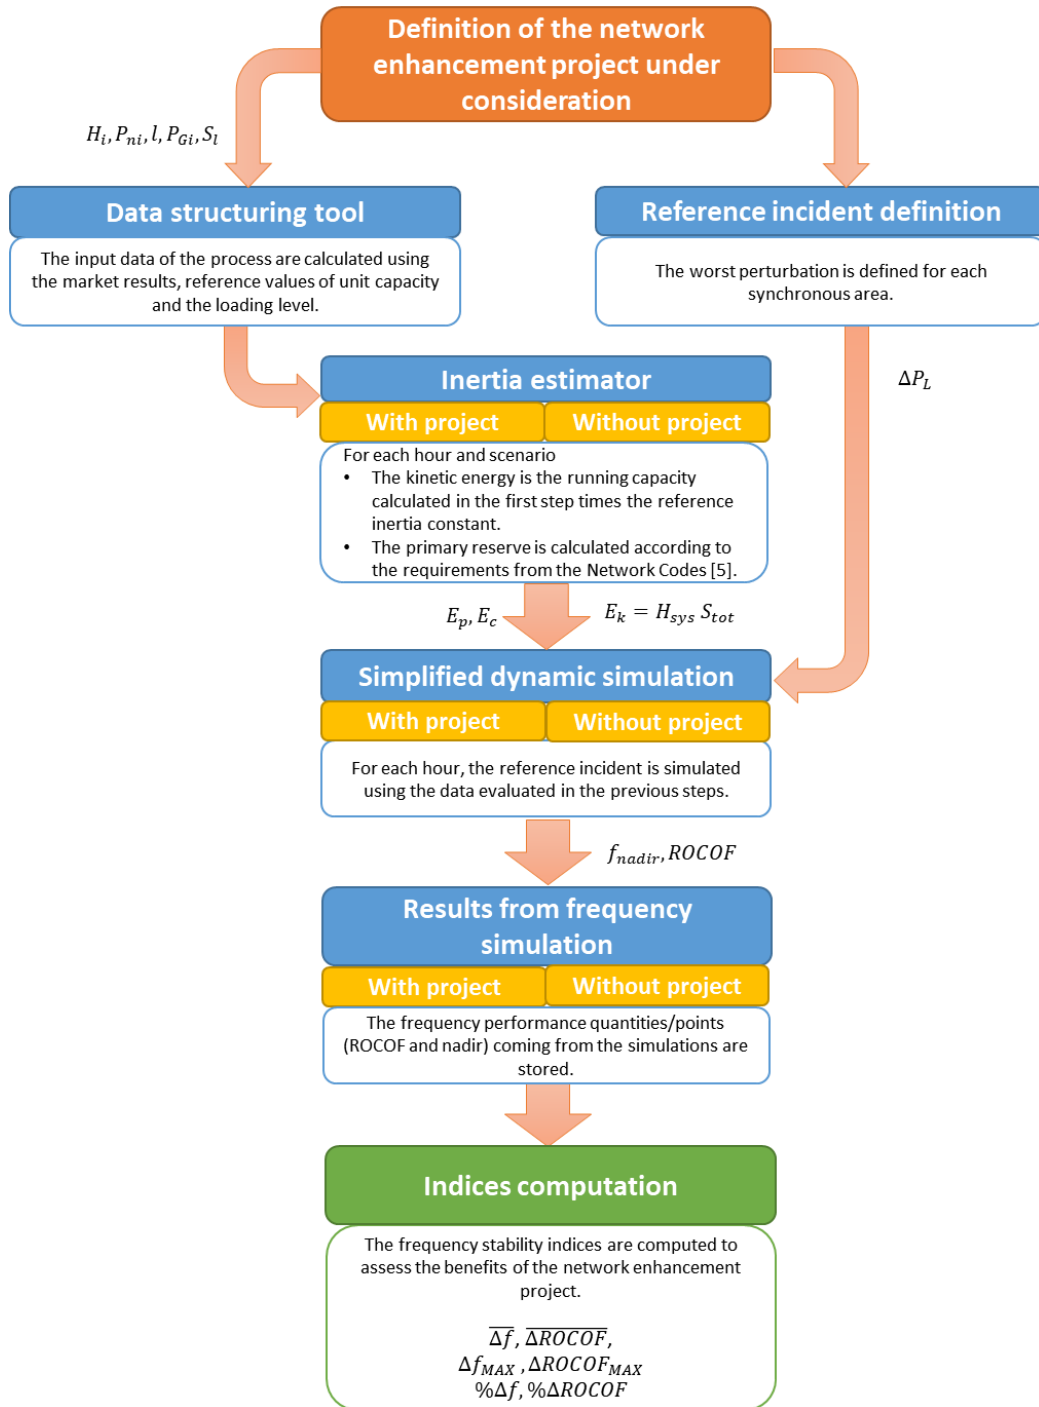 Definition of the network
enhancement project under
consideration
H_i, P_ni, l, P_Gi, S_l
Data structuring tool
The input data of the process are calculated using
the market results, reference values of unit capacity
and the loading level.
Reference incident definition
The worst perturbation is defined for each
synchronous area.
ΔP_L
Inertia estimator
With project
Without project
For each hour and scenario
• The kinetic energy is the running capacity
calculated in the first step times the reference
inertia constant.
• The primary reserve is calculated according to
the requirements from the Network Codes [5].
E_p, E_c
E_k = H_sys S_tot
Simplified dynamic simulation
With project
Without project
For each hour, the reference incident is simulated
using the data evaluated in the previous steps.
f_nadir, ROCOF
Results from frequency
simulation
With project
Without project
The frequency performance quantities/points
(ROCOF and nadir) coming from the simulations are
stored.
Indices computation
The frequency stability indices are computed to
assess the benefits of the network enhancement
project.
\overline{Δf}, \overline{ΔROCOF},
Δf_MAX , ΔROCOF_MAX
%Δf, %ΔROCOF